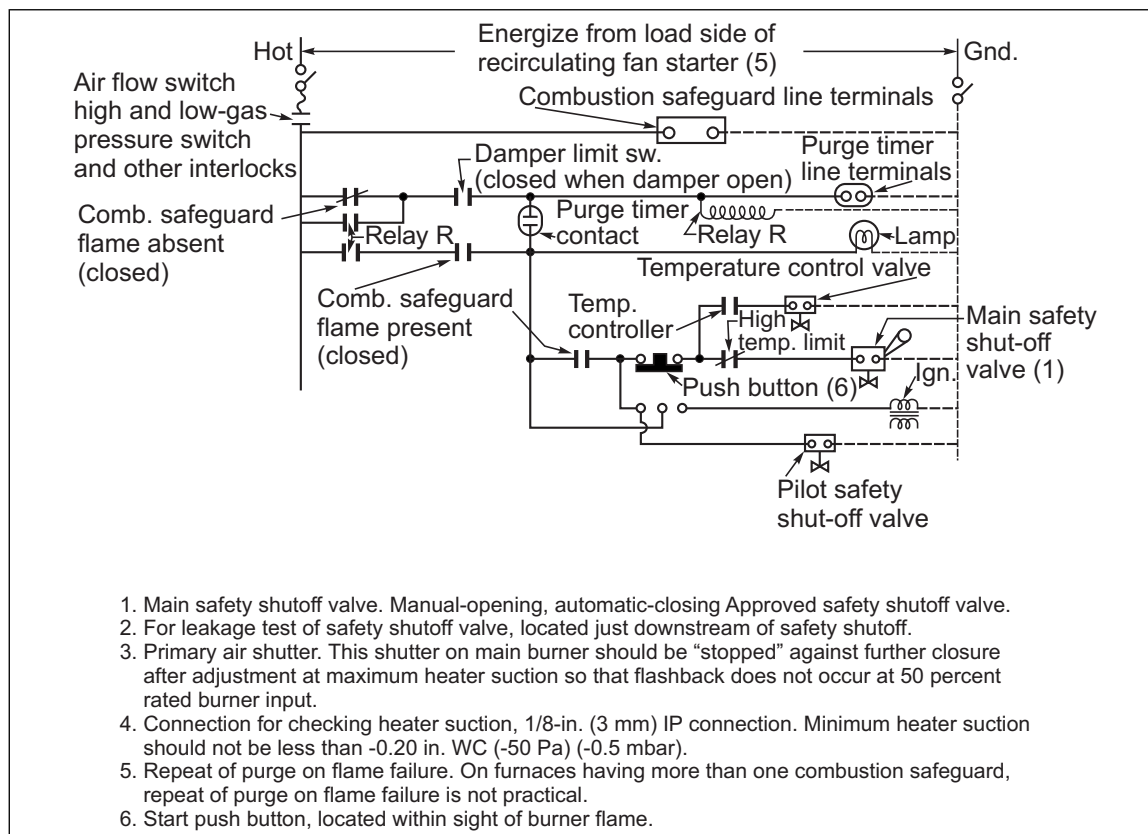 Hot
Energize from load side of
recirculating fan starter (5)
Gnd.
Air flow switch
high and low-gas
pressure switch
and other interlocks
Combustion safeguard line terminals
Damper limit sw.
(closed when damper open)
Purge timer
line terminals
Comb. safeguard
flame absent
(closed)
Relay R
Purge timer
contact
Relay R
Lamp
Temperature control valve
Comb. safeguard
flame present
(closed)
Temp.
controller
High
temp. limit
Main safety
shut-off
valve (1)
Push button (6)
Ign.
Pilot safety
shut-off valve
1. Main safety shutoff valve. Manual-opening, automatic-closing Approved safety shutoff valve.
2. For leakage test of safety shutoff valve, located just downstream of safety shutoff.
3. Primary air shutter. This shutter on main burner should be “stopped” against further closure
after adjustment at maximum heater suction so that flashback does not occur at 50 percent
rated burner input.
4. Connection for checking heater suction, 1/8-in. (3 mm) IP connection. Minimum heater suction
should not be less than -0.20 in. WC (-50 Pa) (-0.5 mbar).
5. Repeat of purge on flame failure. On furnaces having more than one combustion safeguard,
repeat of purge on flame failure is not practical.
6. Start push button, located within sight of burner flame.